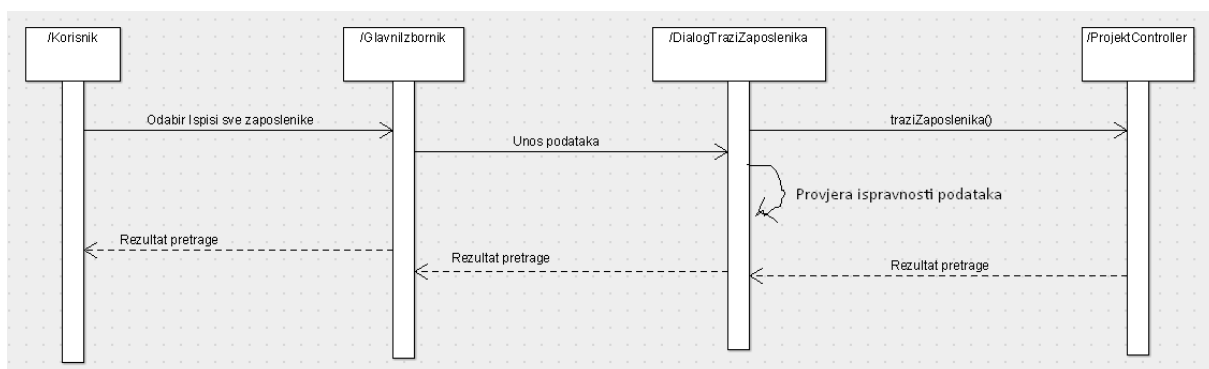 /Korisnik
/GlavniIzbornik
/DialogTraziZaposlenika
/ProjektController
Odabir Ispisi sve zaposlenike
traziZaposlenika()
Unos podataka
Provjera ispravnosti podataka
Rezultat pretrage
Rezultat pretrage
Rezultat pretrage